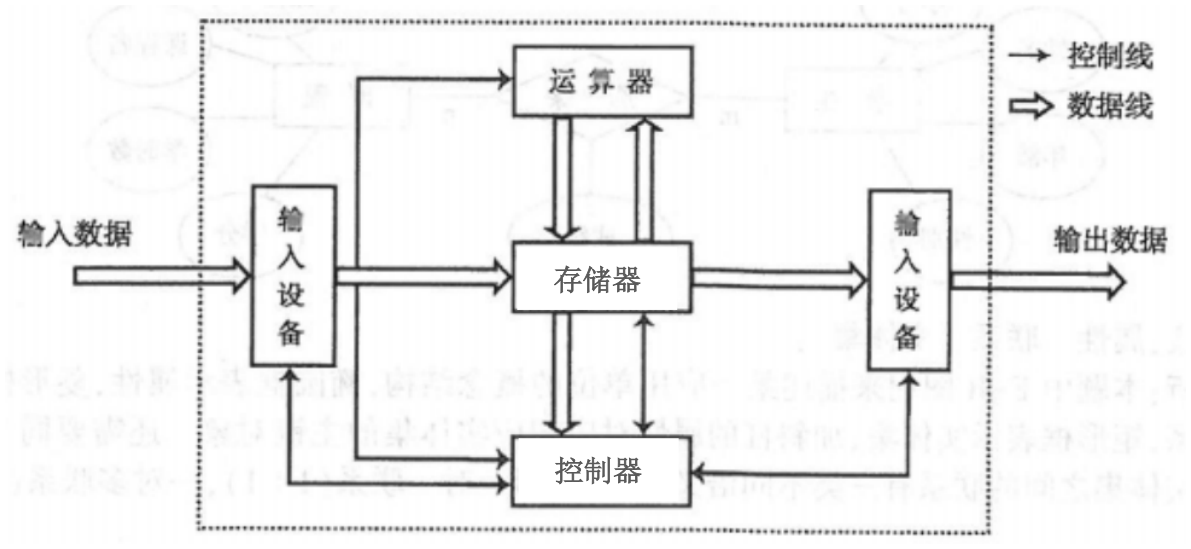 运算器
控制线
数据线
输入数据
输入设备
存储器
输入设备
输出数据
控制器